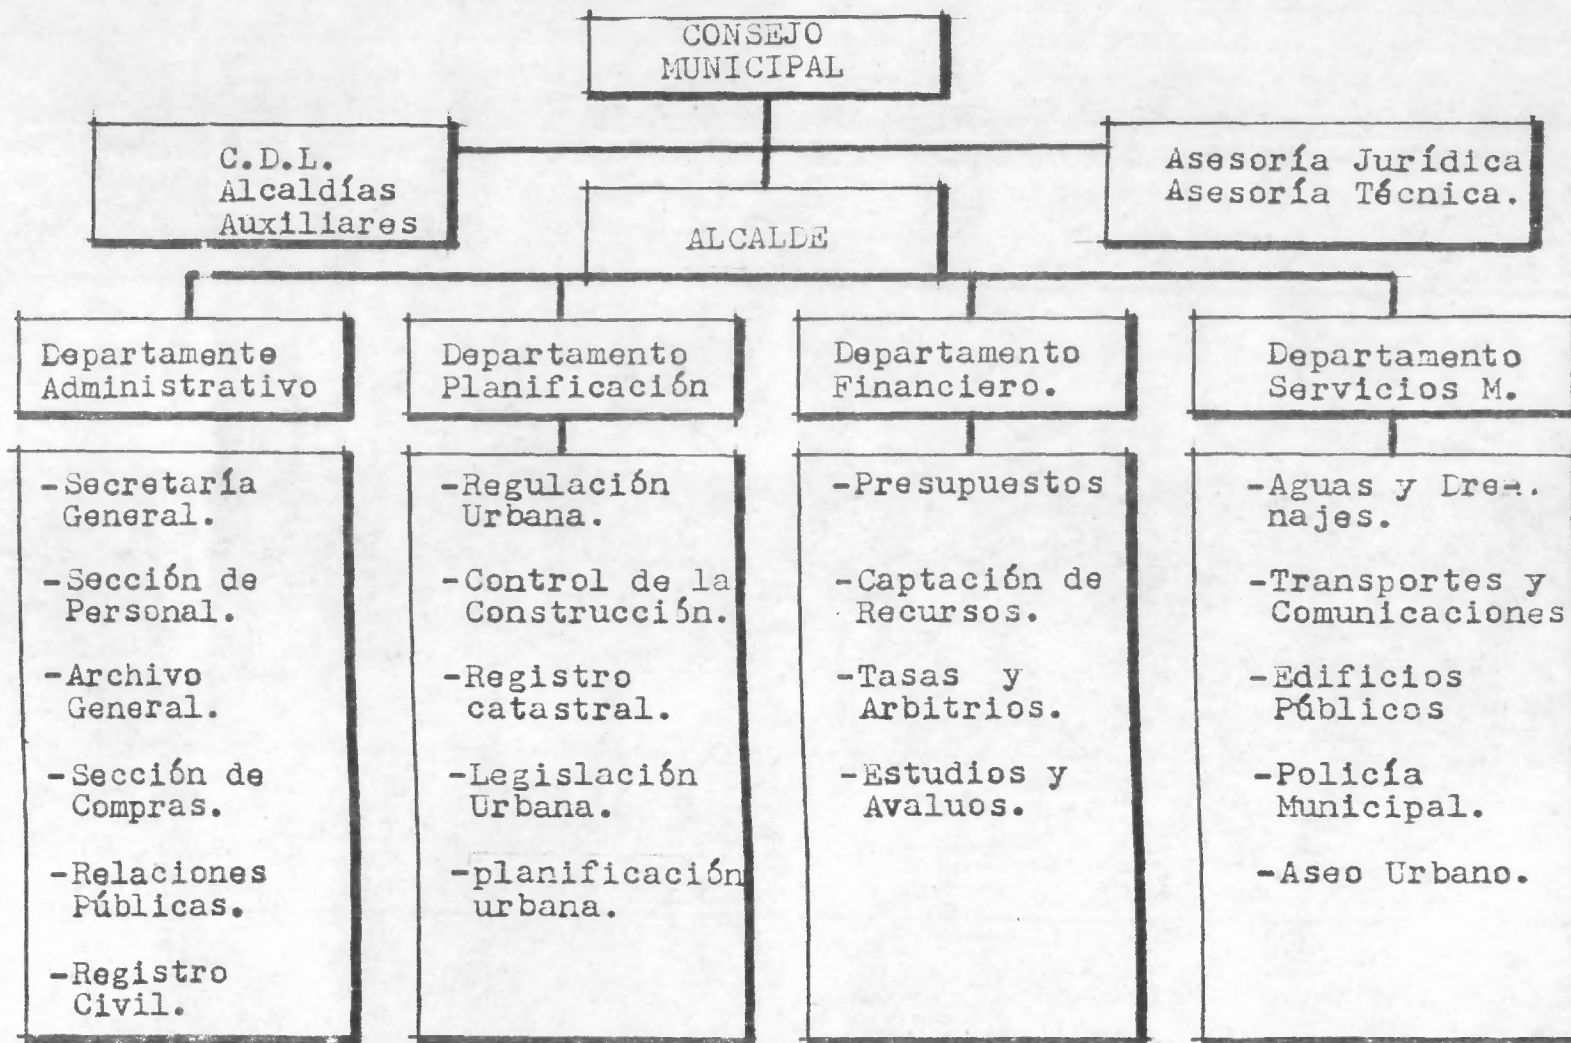 CONSEJO
MUNICIPAL
C.D.L.
Alcaldías
Auxiliares
Asesoría Jurídica
Asesoría Técnica.
ALCALDE
Departamente
Administrativo
Departamento
Planificación
Departamento
Financiero.
Departamento
Servicios M.
-Secretaría
General.
-Sección de
Personal.
-Archivo
General.
-Sección de
Compras.
-Relaciones
Públicas.
-Registro
Civil.
-Regulación
Urbana.
-Control de la
Construcción.
-Registro
catastral.
-Legislación
Urbana.
-planificación
urbana.
-Presupuestos
-Captación de
Recursos.
-Tasas y
Arbitrios.
-Estudios y
Avaluos.
-Aguas y Dre-.
najes.
-Transportes y
Comunicaciones
-Edificios
Públicos
-Policía
Municipal.
-Aseo Urbano.